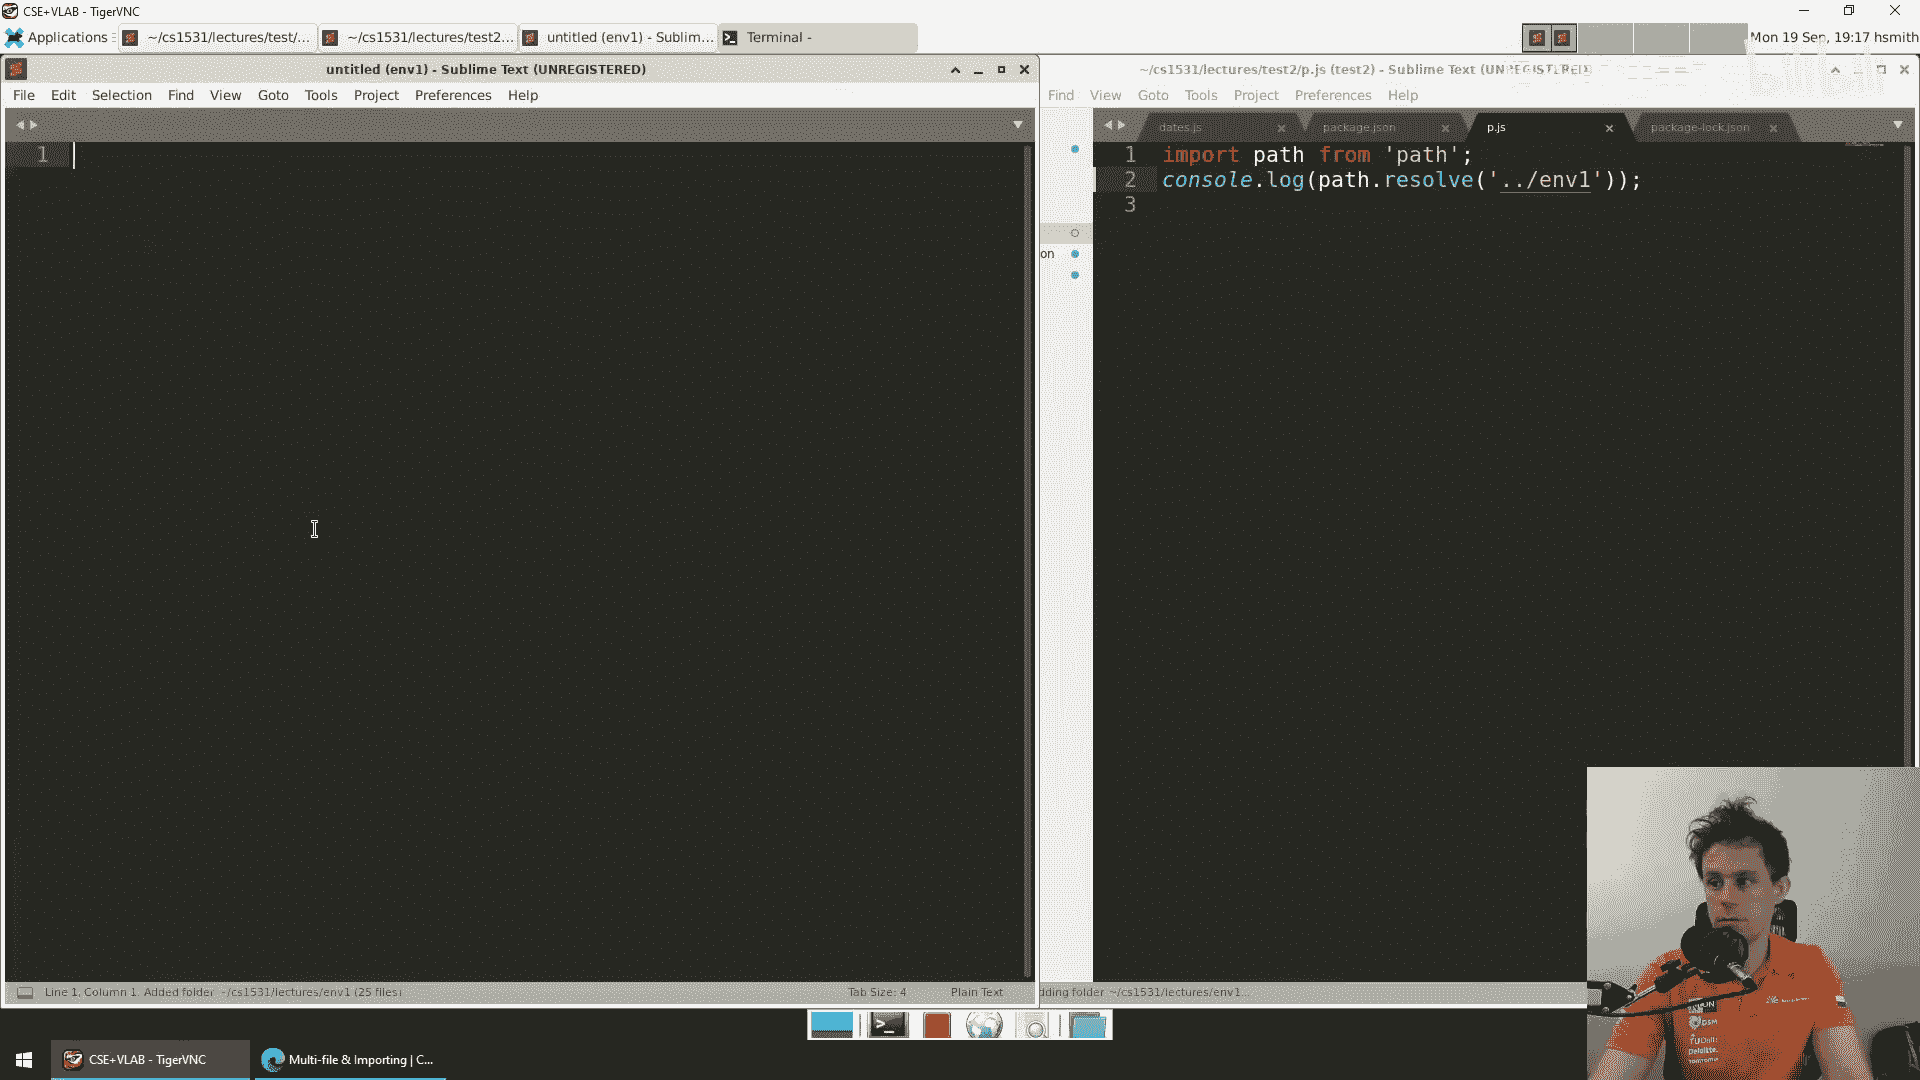 CSE+VLAB - TigerVNC
Applications
~/cs1531/lectures/test/...
~/cs1531/lectures/test2...
untitled (env1) - Sublim...
Terminal -
Mon 19 Sep, 19:17 hsmith
untitled (env1) - Sublime Text (UNREGISTERED)
File Edit Selection Find View Goto Tools Project Preferences Help
1
Line 1, Column 1. Added folder ~/cs1531/lectures/env1 (25 files)
Tab Size: 4
Plain Text
~/cs1531/lectures/test2/p.js (test2) - Sublime Text (UNREGISTERED)
Find View Goto Tools Project Preferences Help
dates.js
package.json
p.js
package-lock.json
on
1 import path from 'path';
2 console.log(path.resolve('../env1'));
3
dding folder ~/cs1531/lectures/env1...
DSM
TUDelft
Deloitte.
CSE+VLAB - TigerVNC
Multi-file & Importing | C...